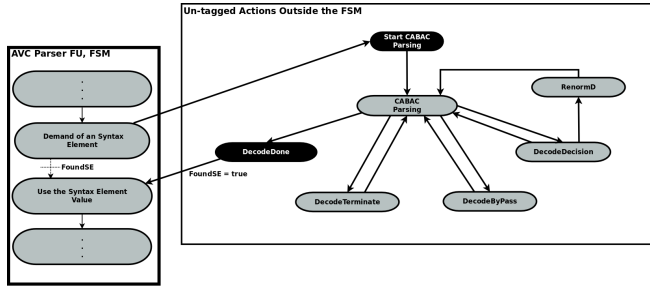 Un-tagged Actions Outside the FSM
Start CABAC
Parsing
AVC Parser FU, FSM
.
.
.
RenormD
CABAC
Parsing
Demand of an Syntax
Element
DecodeDone
DecodeDecision
FoundSE
FoundSE = true
Use the Syntax Element
Value
DecodeTerminate
DecodeByPass
.
.
.